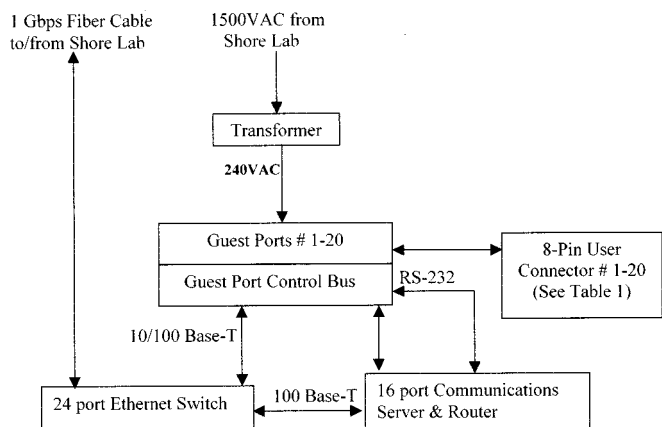 1 Gbps Fiber Cable
to/from Shore Lab
1500VAC from
Shore Lab
Transformer
240VAC
Guest Ports # 1-20
Guest Port Control Bus
RS-232
8-Pin User
Connector # 1-20
(See Table 1)
10/100 Base-T
24 port Ethernet Switch
100 Base-T
16 port Communications
Server & Router